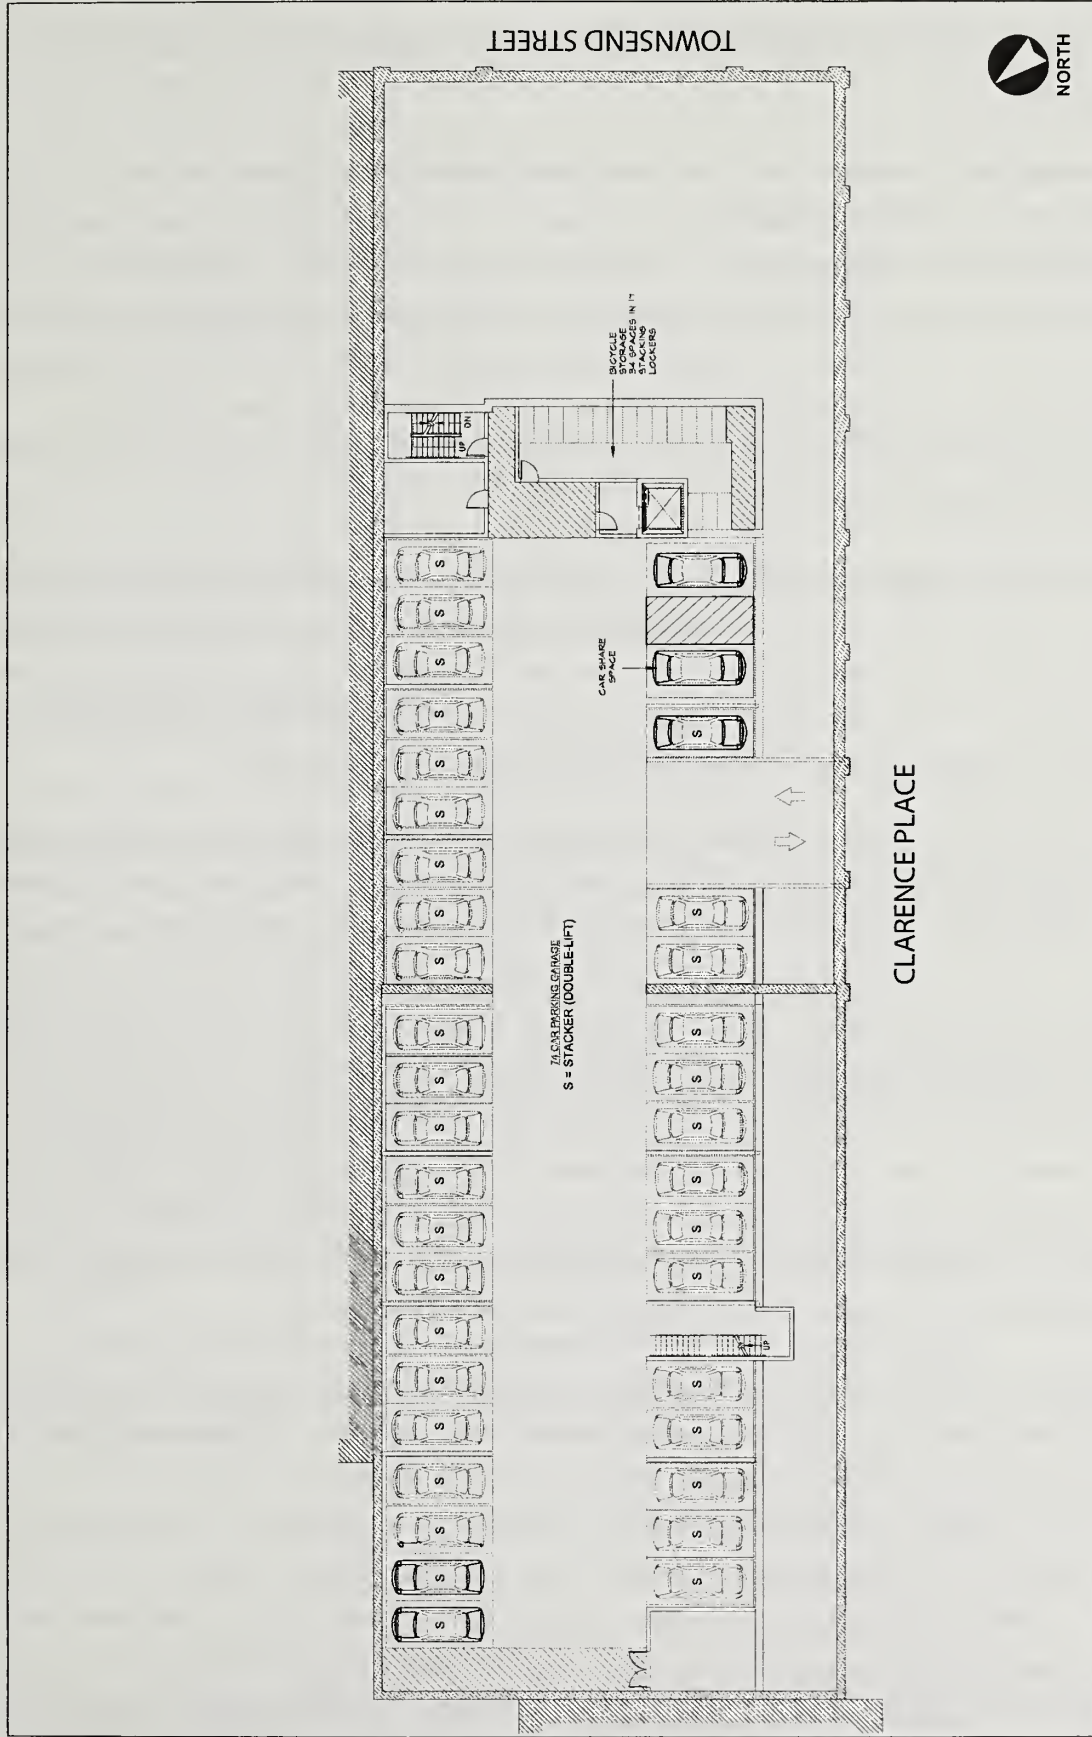 TOWNSEND STREET
NORTH
BICYCLE
STORAGE
34 SPACES IN 17
STACKING
LOCKERS
UP
DN
S
S
S
CAR SHARE
SPACE
S
S
S
S
S
S
S
S
S
S
74 CAR PARKING GARAGE
S = STACKER (DOUBLE-LIFT)
CLARENCE PLACE
S
S
S
S
S
S
S
S
S
S
S
S
UP
S
S
S
S
S
S
S
S
S
S
S